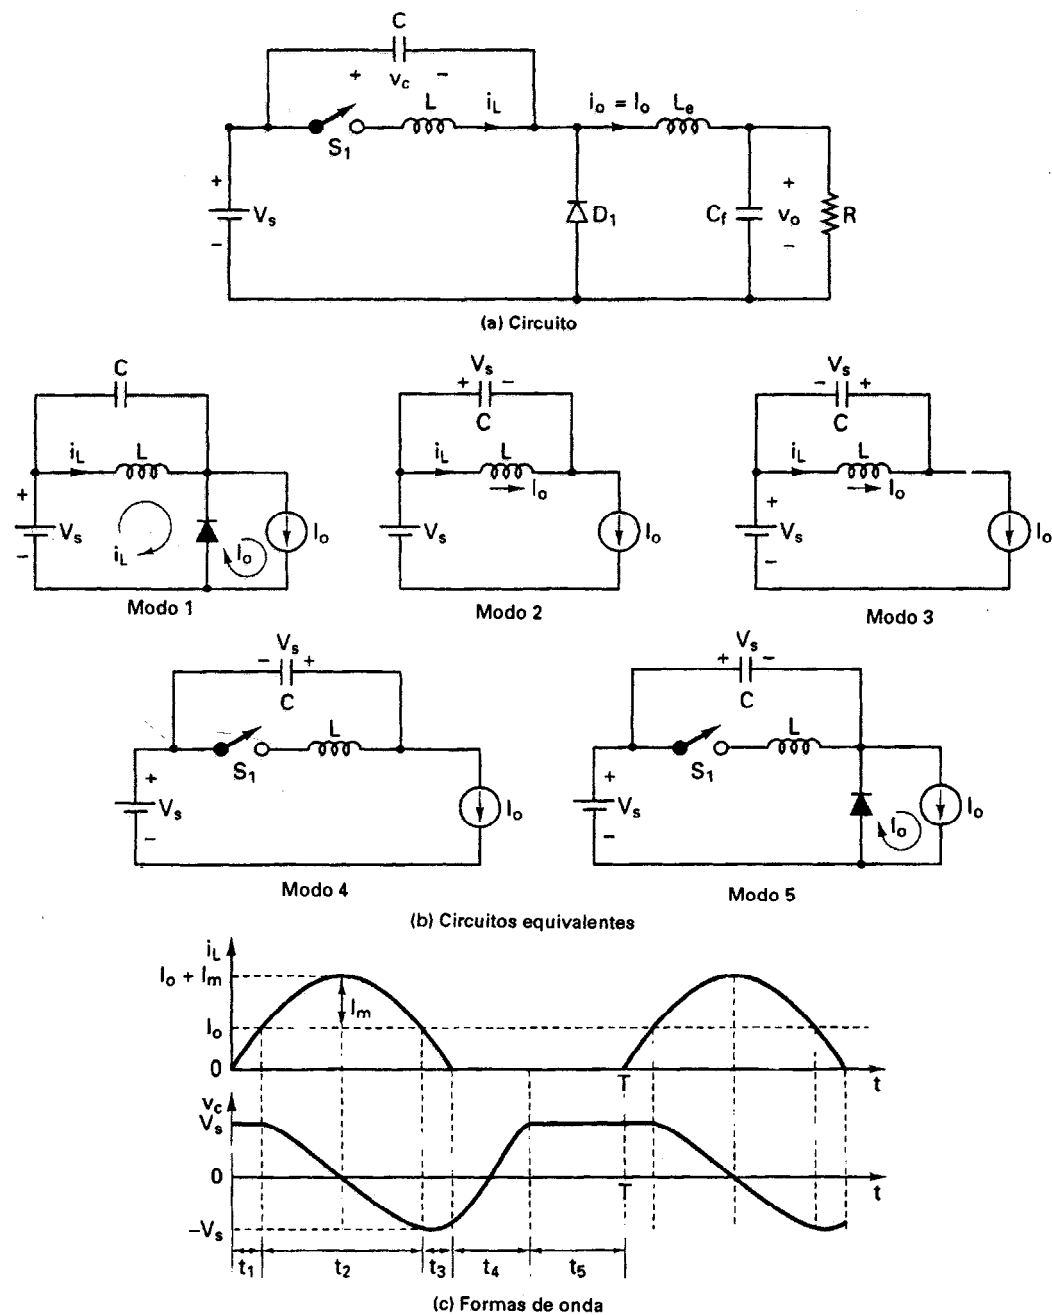 C
+ v_c −
S₁ L i_L i_o = I_o L_e
+ V_s − D₁ C_f + v_o − R
(a) Circuito
C
i_L L
+ V_s − i_L I_o I_o
Modo 1
V_s
+ −
C
i_L L
I_o
V_s I_o
Modo 2
V_s
− +
C
i_L L
I_o
+ V_s − I_o
Modo 3
V_s
− +
C
S₁ L
+ V_s − I_o
Modo 4
V_s
+ −
C
S₁ L
+ V_s − I_o I_o
Modo 5
(b) Circuitos equivalentes
i_L
I_o + I_m
I_m
I_o
0 T t
v_c
V_s
0 T t
−V_s
t₁ t₂ t₃ t₄ t₅
(c) Formas de onda